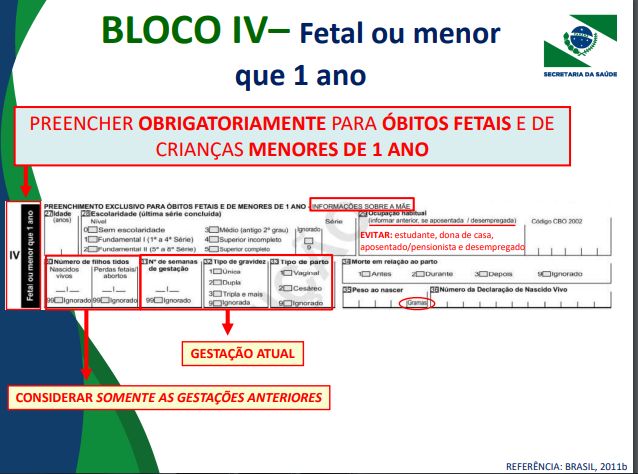 BLOCO IV– Fetal ou menor
que 1 ano
SECRETARIA DA SAÚDE
PREENCHER OBRIGATORIAMENTE PARA ÓBITOS FETAIS E DE
CRIANÇAS MENORES DE 1 ANO
PREENCHIMENTO EXCLUSIVO PARA ÓBITOS FETAIS E DE MENORES DE 1 ANO - INFORMAÇÕES SOBRE A MÃE
IV
Fetal ou menor que 1 ano
27 Idade
(anos)
28 Escolaridade (última série concluída)
Nível
Série
0 Sem escolaridade
3 Médio (antigo 2º grau)
Ignorado
1 Fundamental I (1ª a 4ª Série)
4 Superior incompleto
9
2 Fundamental II (5ª a 8ª Série)
5 Superior completo
29 Ocupação habitual
(informar anterior, se aposentada / desempregada)
Código CBO 2002
EVITAR: estudante, dona de casa,
aposentado/pensionista e desempregado
30 Número de filhos tidos
Nascidos
vivos
Perdas fetais/
abortos
99 Ignorado
99 Ignorado
31 Nº de semanas
de gestação
99 Ignorado
32 Tipo de gravidez
1 Única
2 Dupla
3 Tripla e mais
9 Ignorada
33 Tipo de parto
1 Vaginal
2 Cesáreo
9 Ignorado
34 Morte em relação ao parto
1 Antes
2 Durante
3 Depois
9 Ignorado
35 Peso ao nascer
Gramas
36 Número da Declaração de Nascido Vivo
GESTAÇÃO ATUAL
CONSIDERAR SOMENTE AS GESTAÇÕES ANTERIORES
REFERÊNCIA: BRASIL, 2011b